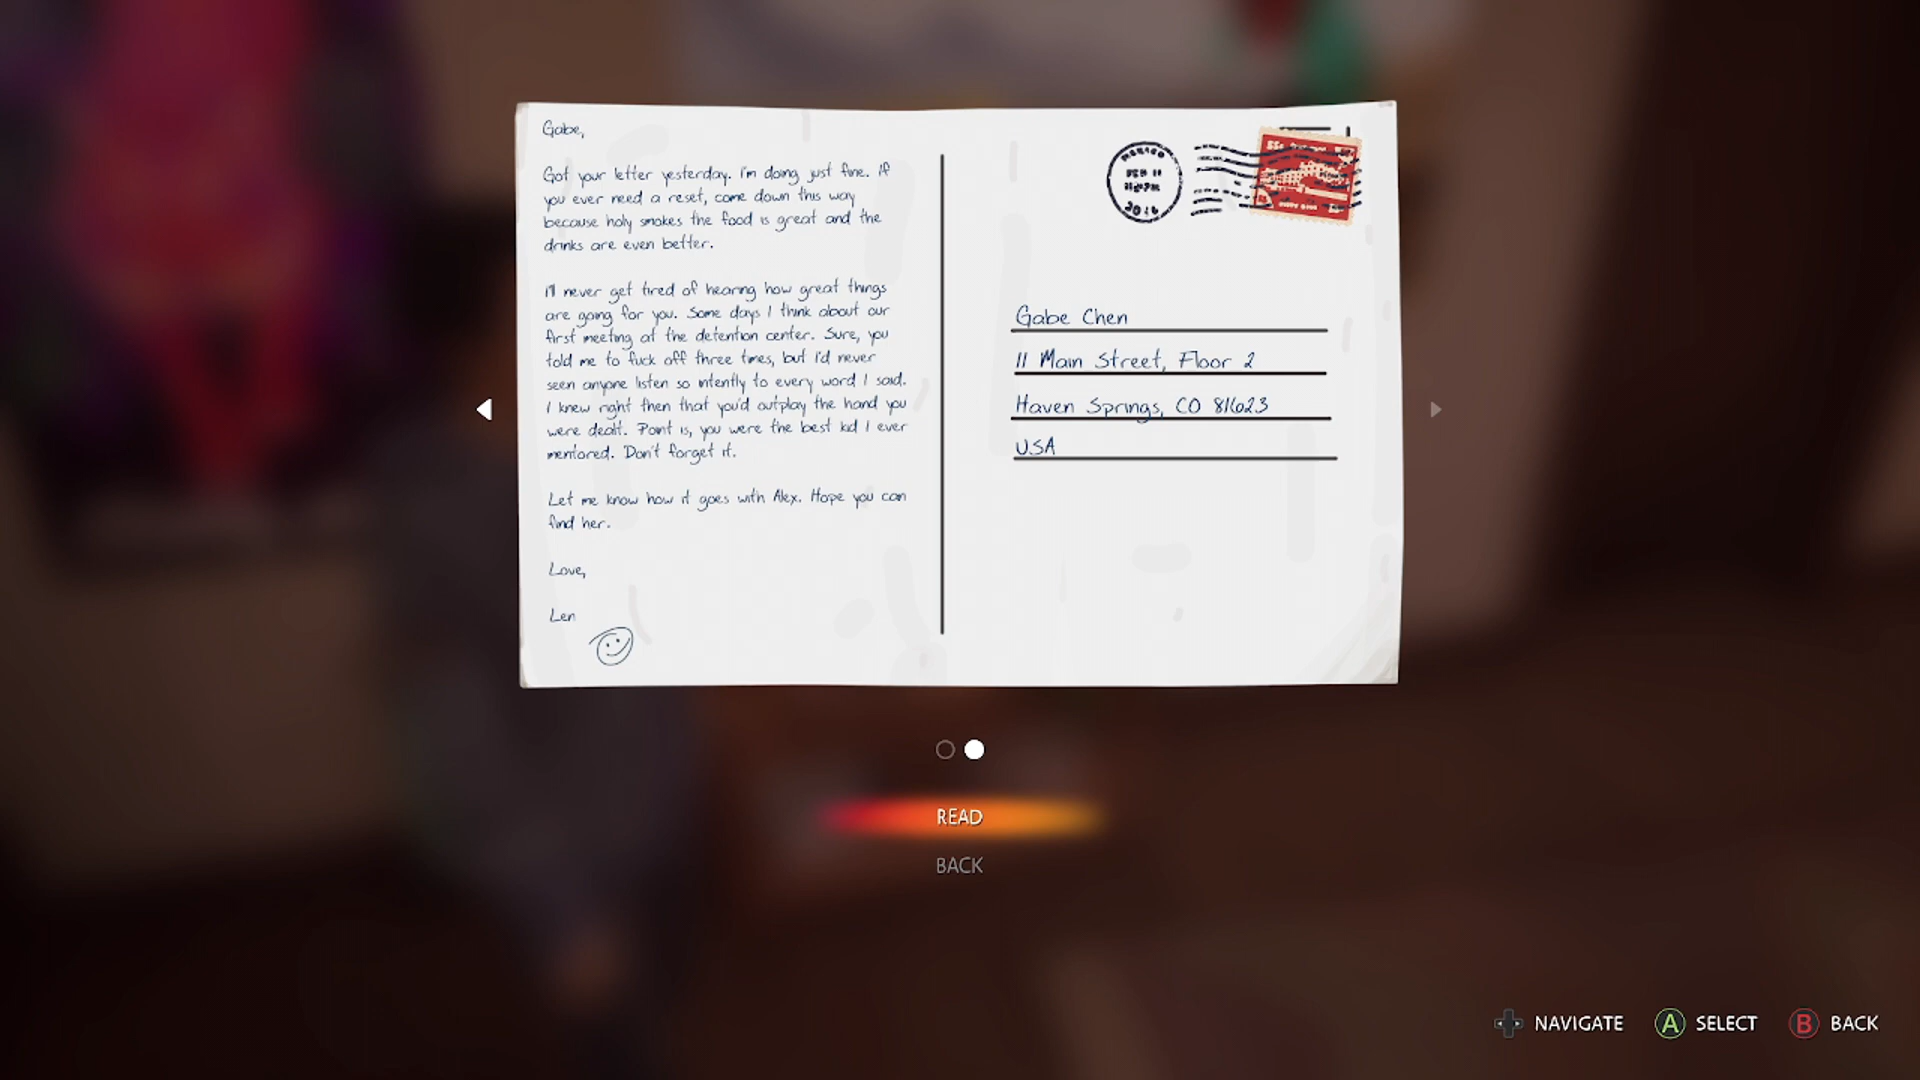 Gabe,
Got your letter yesterday. I'm doing just fine. If
you ever need a reset, come down this way
because holy smokes the food is great and the
drinks are even better.
I'll never get tired of hearing how great things
are going for you. Some days I think about our
first meeting at the detention center. Sure, you
told me to fuck off three times, but I'd never
seen anyone listen so intently to every word I said.
I knew right then that you'd outplay the hand you
were dealt. Point is, you were the best kid I ever
mentored. Don't forget it.
Let me know how it goes with Alex. Hope you can
find her.
Love,
Len
MEXICO
FEB 11
2016
Gabe Chen
11 Main Street, Floor 2
Haven Springs, CO 81623
USA
READ
BACK
NAVIGATE
A SELECT
B BACK